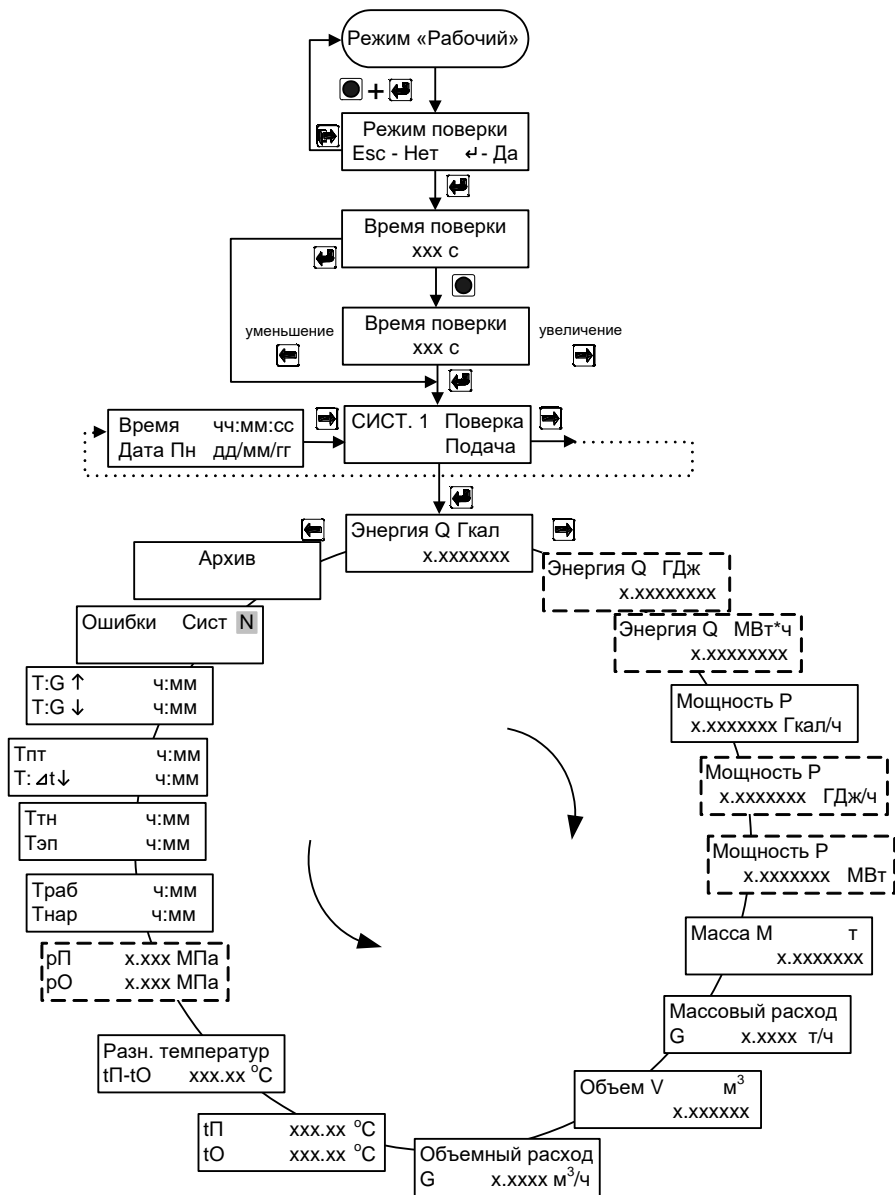 Режим «Рабочий»
+
Режим поверки
Esc - Нет ↵ - Да
Время поверки
xxx с
Время поверки
xxx с
уменьшение
увеличение
Время чч:мм:сс
Дата Пн дд/мм/гг
СИСТ. 1 Поверка
Подача
Энергия Q Гкал
x.xxxxxxx
Энергия Q ГДж
x.xxxxxxxx
Энергия Q МВт*ч
x.xxxxxxxx
Мощность P
x.xxxxxxx Гкал/ч
Мощность P
x.xxxxxxx ГДж/ч
Мощность P
x.xxxxxxx МВт
Масса M т
x.xxxxxxx
Массовый расход
G x.xxxx т/ч
Объем V м³
x.xxxxxx
Объемный расход
G x.xxxx м³/ч
tП xxx.xx °C
tО xxx.xx °C
Разн. температур
tП-tО xxx.xx °C
pП x.xxx МПа
pО x.xxx МПа
Траб ч:мм
Тнар ч:мм
Ттн ч:мм
Тэп ч:мм
Тпт ч:мм
T: ⊿t↓ ч:мм
T:G ↑ ч:мм
T:G ↓ ч:мм
Ошибки Сист N
Архив